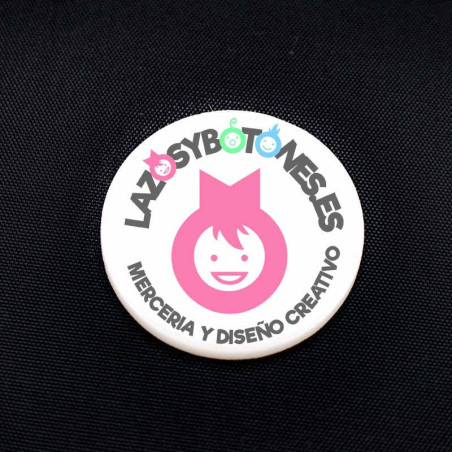 LAZOSYBOTONES.ES
MERCERIA Y DISEÑO CREATIVO